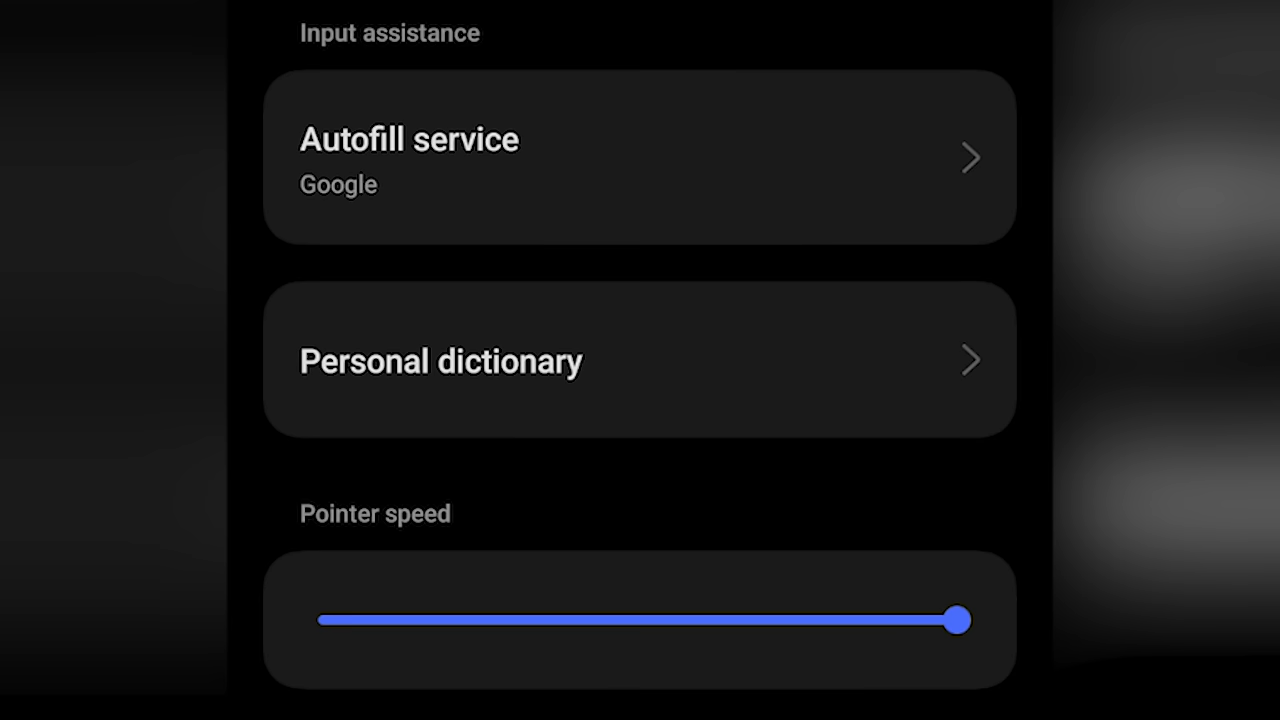 Input assistance
Autofill service
Google
Personal dictionary
Pointer speed